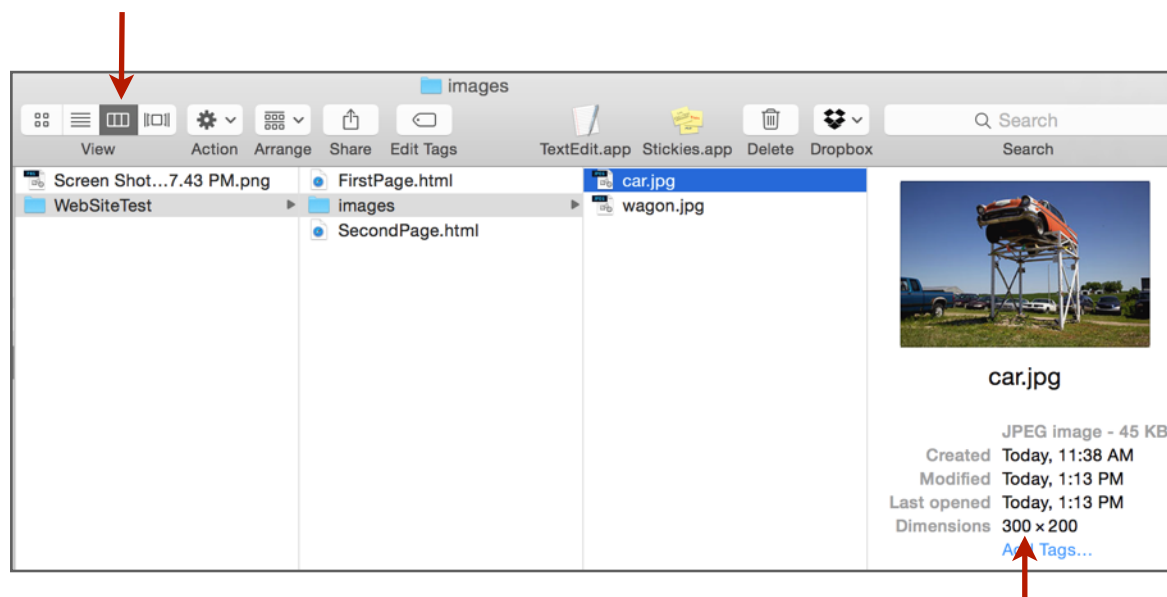 images
View Action Arrange Share Edit Tags TextEdit.app Stickies.app Delete Dropbox Search
Search
Screen Shot...7.43 PM.png
WebSiteTest
FirstPage.html
images
SecondPage.html
car.jpg
wagon.jpg
car.jpg
JPEG image - 45 KB
Created Today, 11:38 AM
Modified Today, 1:13 PM
Last opened Today, 1:13 PM
Dimensions 300 × 200
Add Tags...